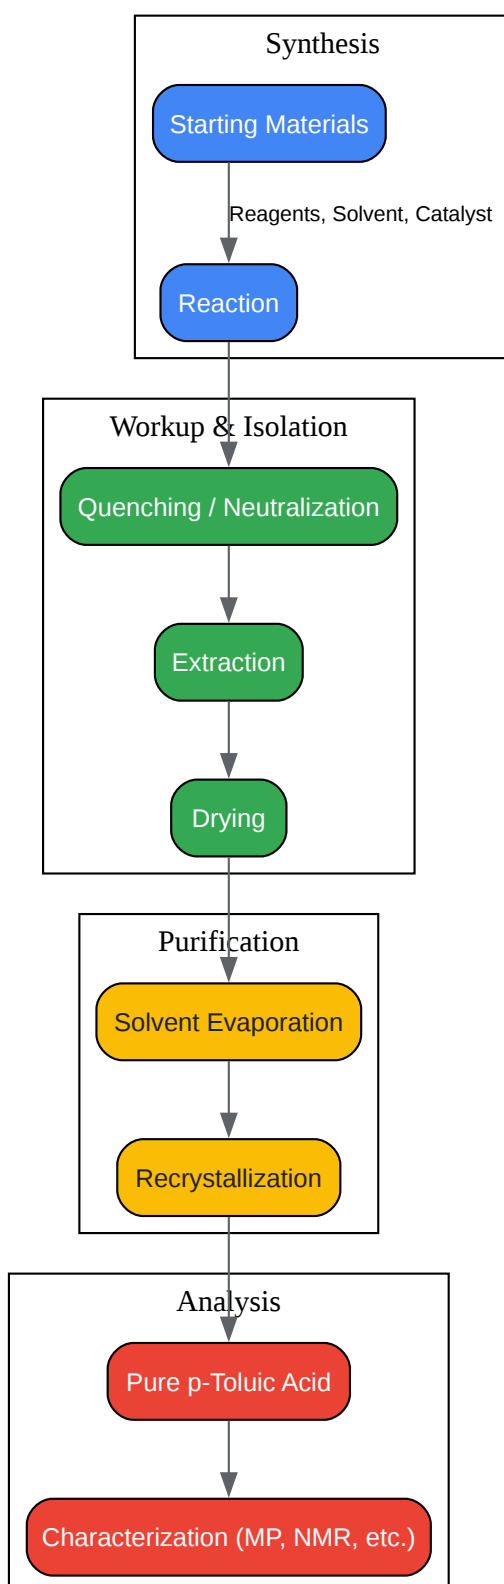 Synthesis
Starting Materials
Reagents, Solvent, Catalyst
Reaction
Workup & Isolation
Quenching / Neutralization
Extraction
Drying
Purification
Solvent Evaporation
Recrystallization
Analysis
Pure p-Toluic Acid
Characterization (MP, NMR, etc.)